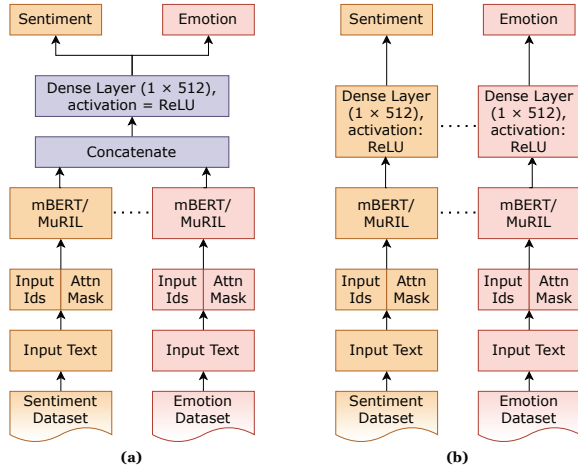 Sentiment
Emotion
Dense Layer (1 × 512),
activation = ReLU
Concatenate
mBERT/
MuRIL
mBERT/
MuRIL
Input
Ids
Attn
Mask
Input
Ids
Attn
Mask
Input Text
Input Text
Sentiment
Dataset
Emotion
Dataset
(a)
Sentiment
Emotion
Dense Layer
(1 × 512),
activation:
ReLU
Dense Layer
(1 × 512),
activation:
ReLU
mBERT/
MuRIL
mBERT/
MuRIL
Input
Ids
Attn
Mask
Input
Ids
Attn
Mask
Input Text
Input Text
Sentiment
Dataset
Emotion
Dataset
(b)